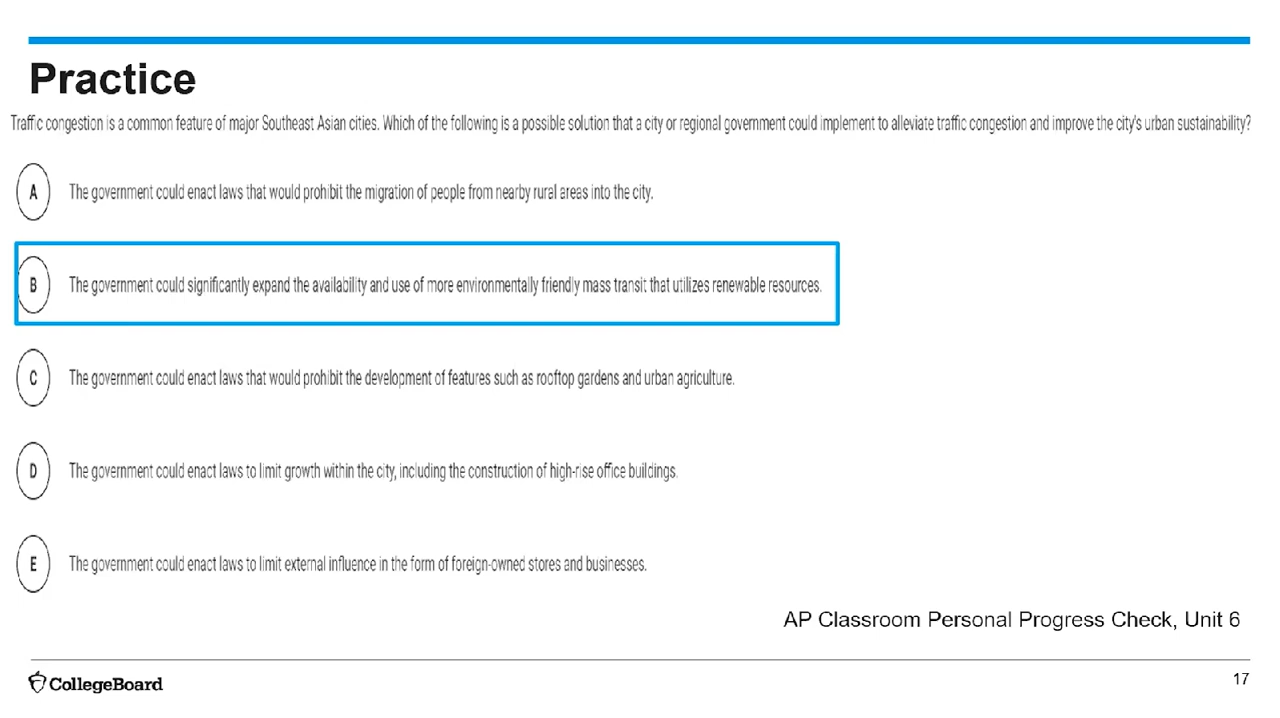 Practice
Traffic congestion is a common feature of major Southeast Asian cities. Which of the following is a possible solution that a city or regional government could implement to alleviate traffic congestion and improve the city's urban sustainability?
A The government could enact laws that would prohibit the migration of people from nearby rural areas into the city.
B The government could significantly expand the availability and use of more environmentally friendly mass transit that utilizes renewable resources.
C The government could enact laws that would prohibit the development of features such as rooftop gardens and urban agriculture.
D The government could enact laws to limit growth within the city, including the construction of high-rise office buildings.
E The government could enact laws to limit external influence in the form of foreign-owned stores and businesses.
AP Classroom Personal Progress Check, Unit 6
CollegeBoard
17